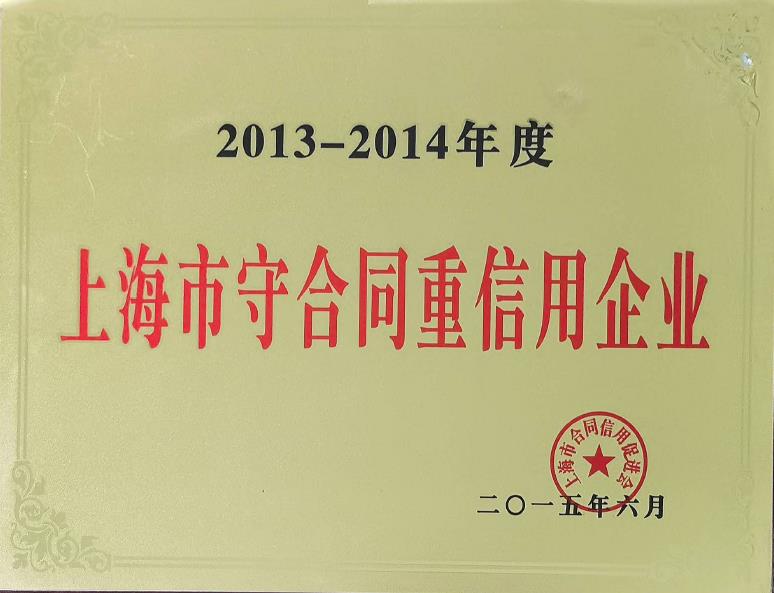 2013-2014年度
上海市守合同重信用企业
上海市合同信用促进会
二〇一五年六月